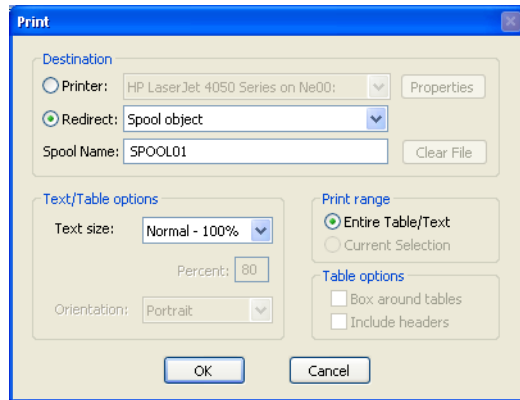 Print
Destination
Printer: HP LaserJet 4050 Series on Ne00: Properties
Redirect: Spool object
Spool Name: SPOOL01 Clear File
Text/Table options
Text size: Normal - 100%
Percent: 80
Orientation: Portrait
Print range
Entire Table/Text
Current Selection
Table options
Box around tables
Include headers
OK Cancel